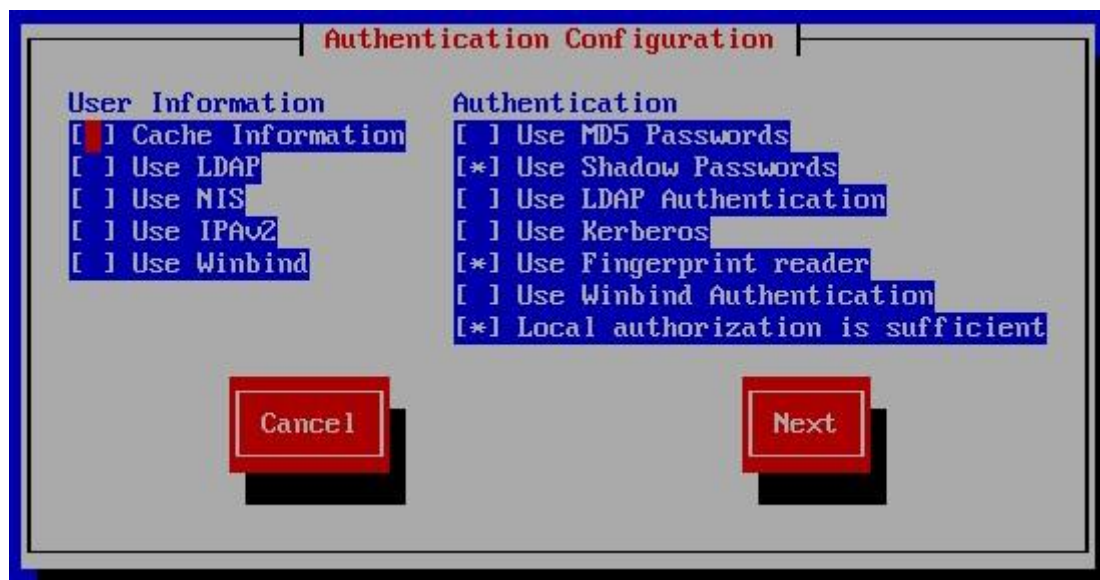 Authentication Configuration
User Information
[ ] Cache Information
[ ] Use LDAP
[ ] Use NIS
[ ] Use IPAv2
[ ] Use Winbind
Authentication
[ ] Use MD5 Passwords
[*] Use Shadow Passwords
[ ] Use LDAP Authentication
[ ] Use Kerberos
[*] Use Fingerprint reader
[ ] Use Winbind Authentication
[*] Local authorization is sufficient
Cancel
Next